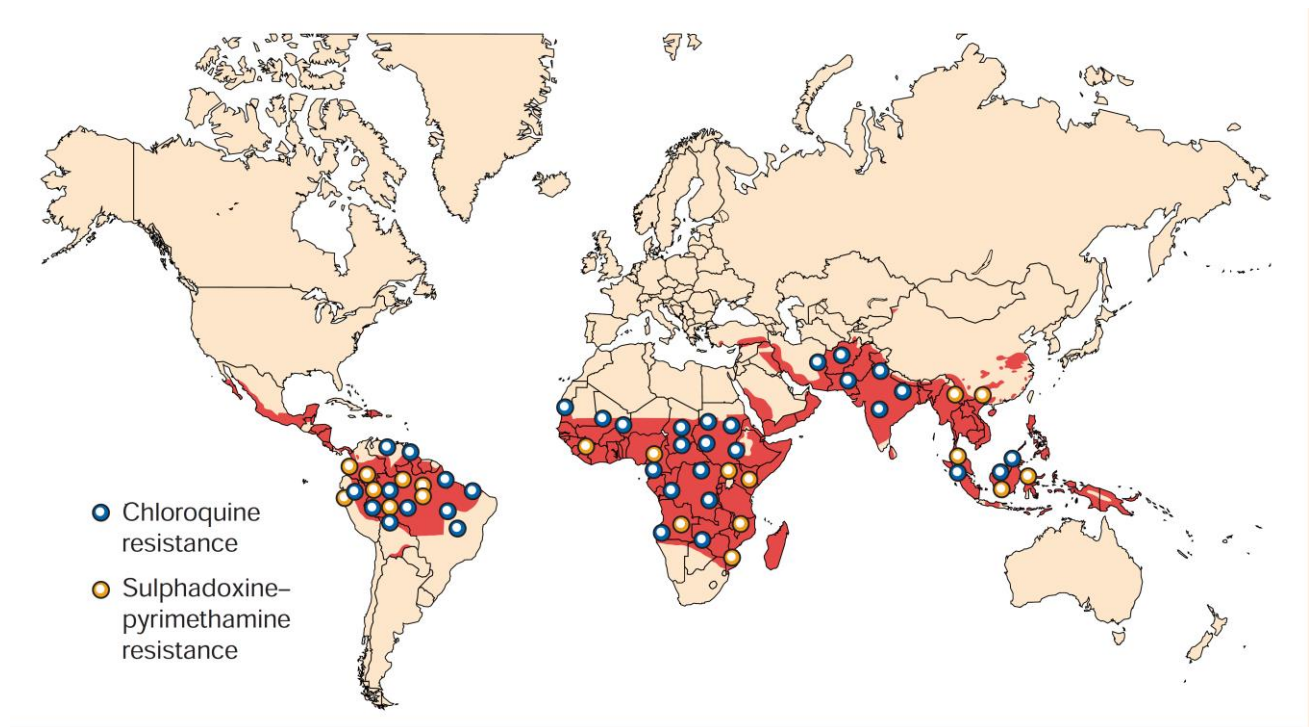 Chloroquine
resistance
Sulphadoxine–
pyrimethamine
resistance